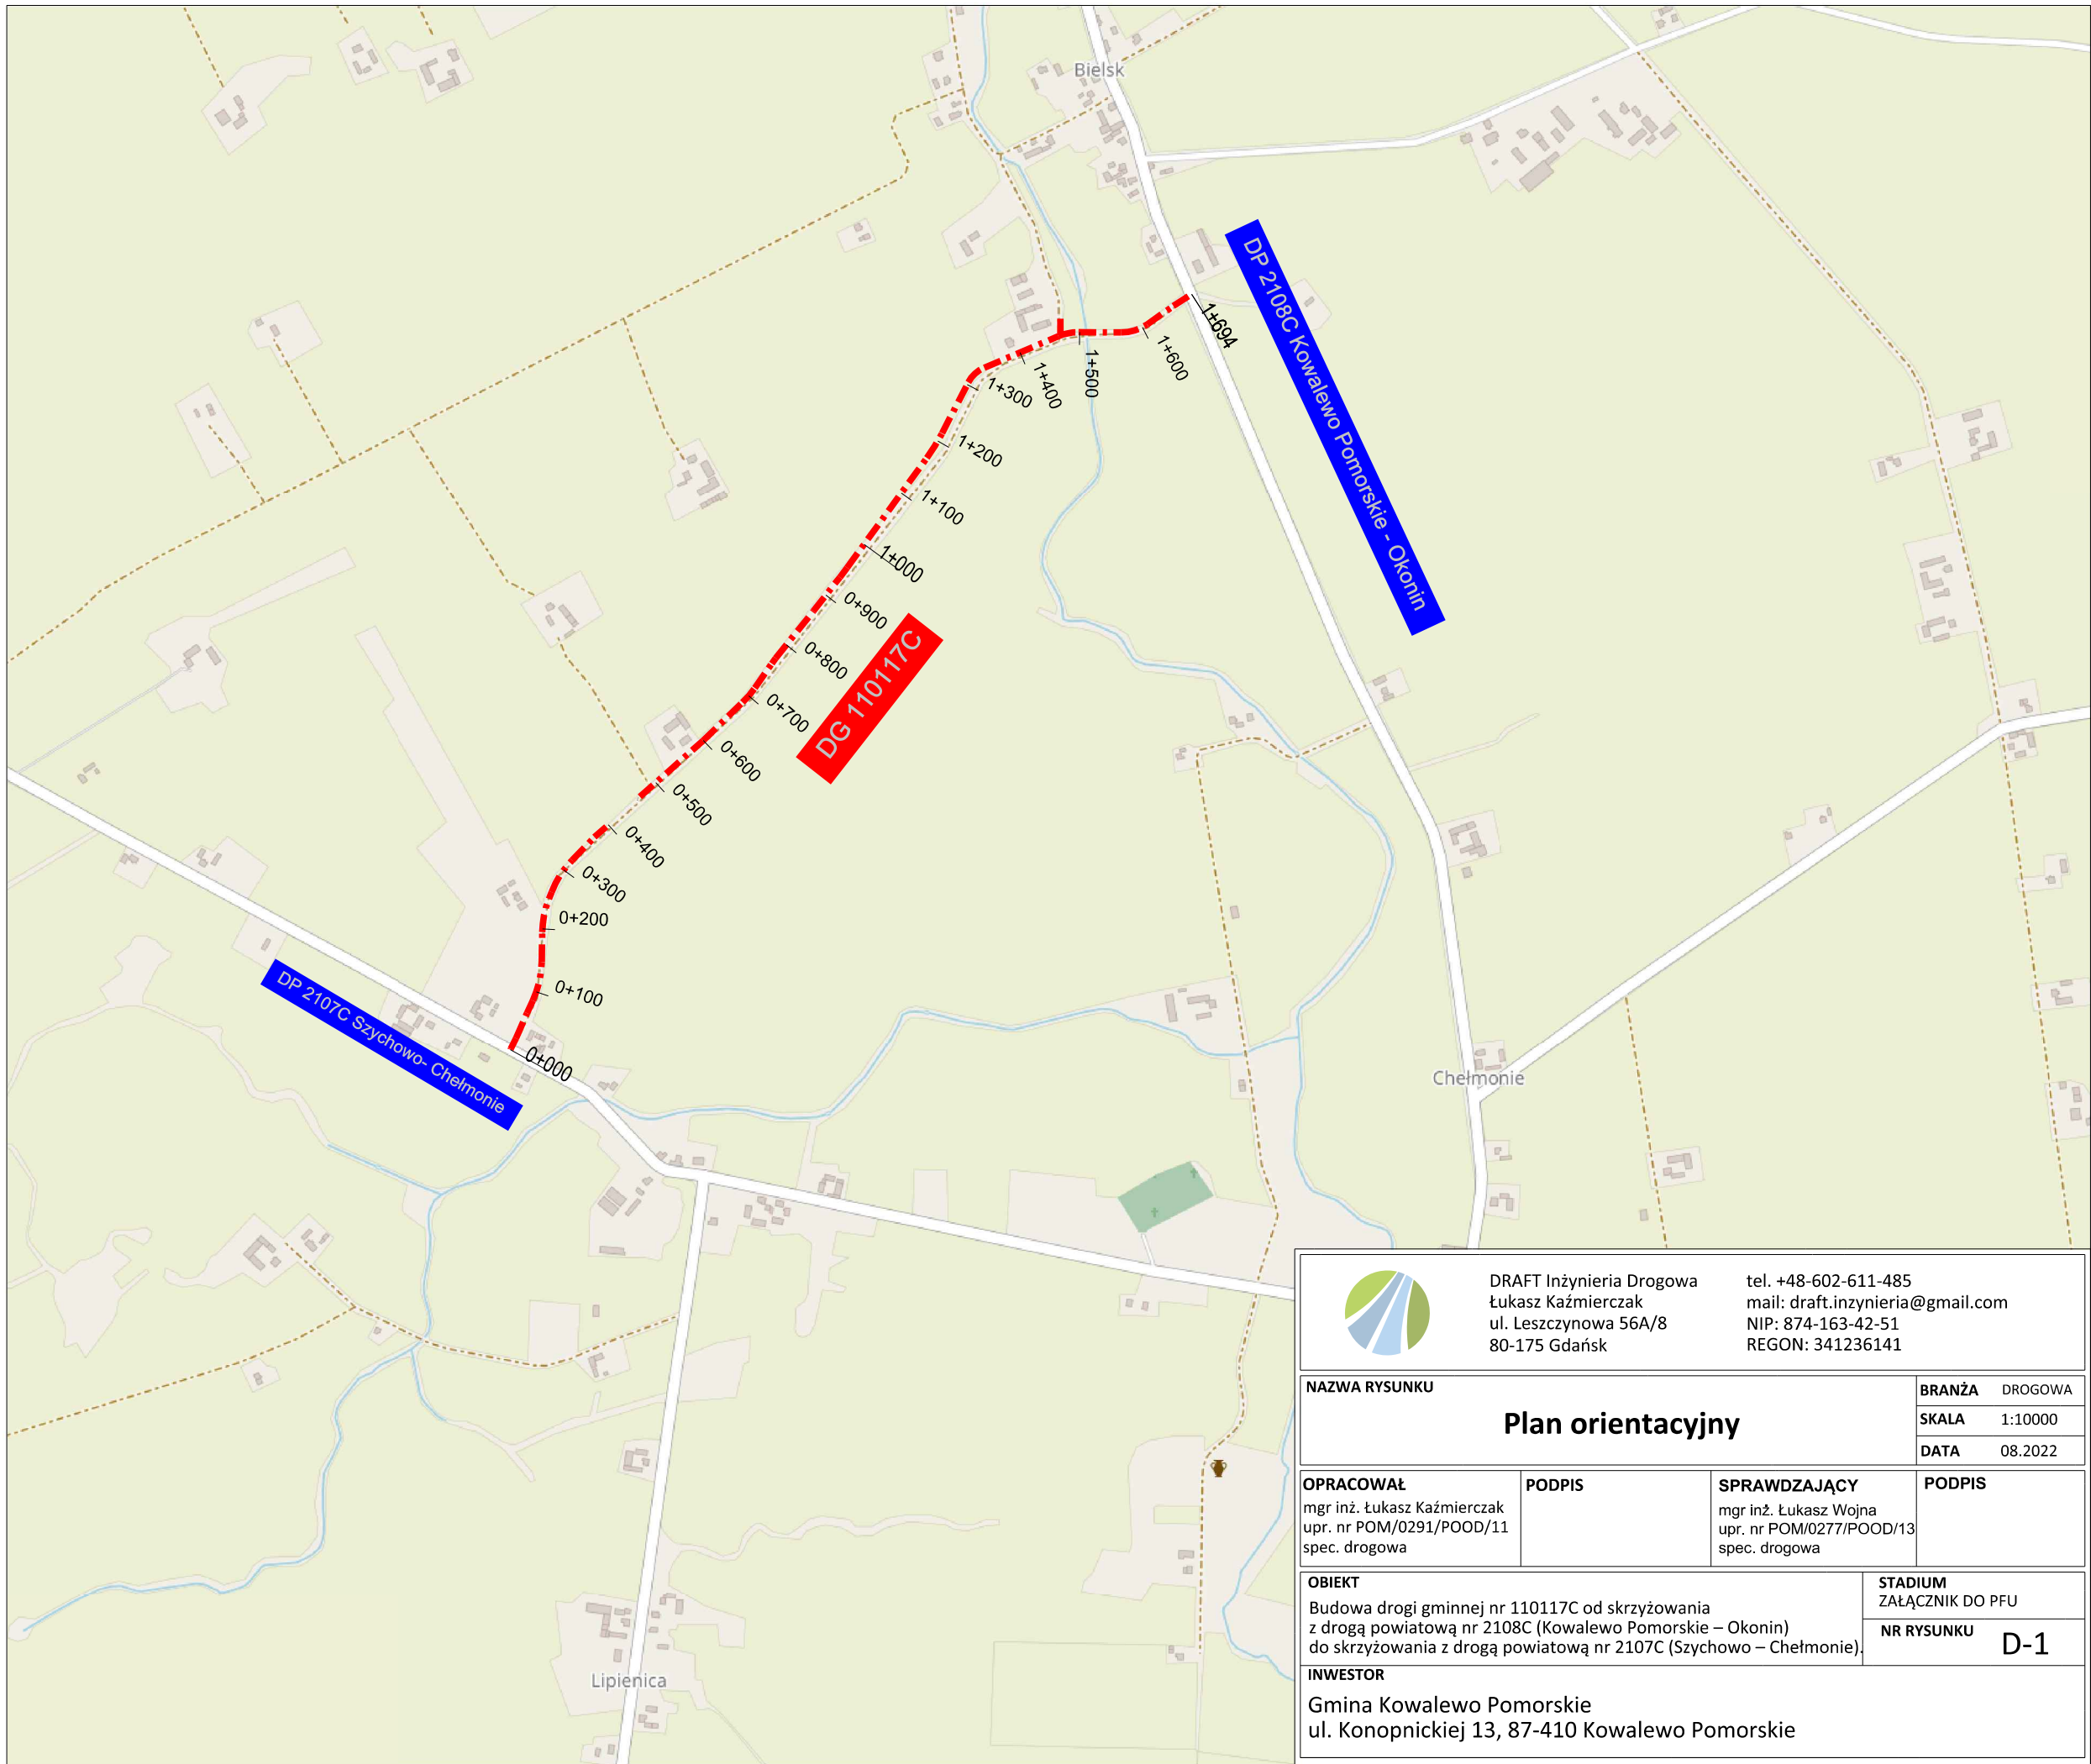 Bielsk
DP 2108C Kowalewo Pomorskie - Okonin
1+694
1+600
1+500
1+400
1+300
1+200
1+100
1+000
0+900
0+800
0+700
0+600
0+500
0+400
0+300
0+200
0+100
0+000
DG 110117C
DP 2107C Szychowo- Chełmonie
Chełmonie
Lipienica
DRAFT Inżynieria Drogowa
Łukasz Kaźmierczak
ul. Leszczynowa 56A/8
80-175 Gdańsk
tel. +48-602-611-485
mail: draft.inzynieria@gmail.com
NIP: 874-163-42-51
REGON: 341236141
NAZWA RYSUNKU
Plan orientacyjny
BRANŻA DROGOWA
SKALA 1:10000
DATA 08.2022
OPRACOWAŁ
mgr inż. Łukasz Kaźmierczak
upr. nr POM/0291/POOD/11
spec. drogowa
PODPIS
SPRAWDZAJĄCY
mgr inż. Łukasz Wojna
upr. nr POM/0277/POOD/13
spec. drogowa
PODPIS
OBIEKT
Budowa drogi gminnej nr 110117C od skrzyżowania
z drogą powiatową nr 2108C (Kowalewo Pomorskie – Okonin)
do skrzyżowania z drogą powiatową nr 2107C (Szychowo – Chełmonie).
STADIUM
ZAŁĄCZNIK DO PFU
NR RYSUNKU D-1
INWESTOR
Gmina Kowalewo Pomorskie
ul. Konopnickiej 13, 87-410 Kowalewo Pomorskie